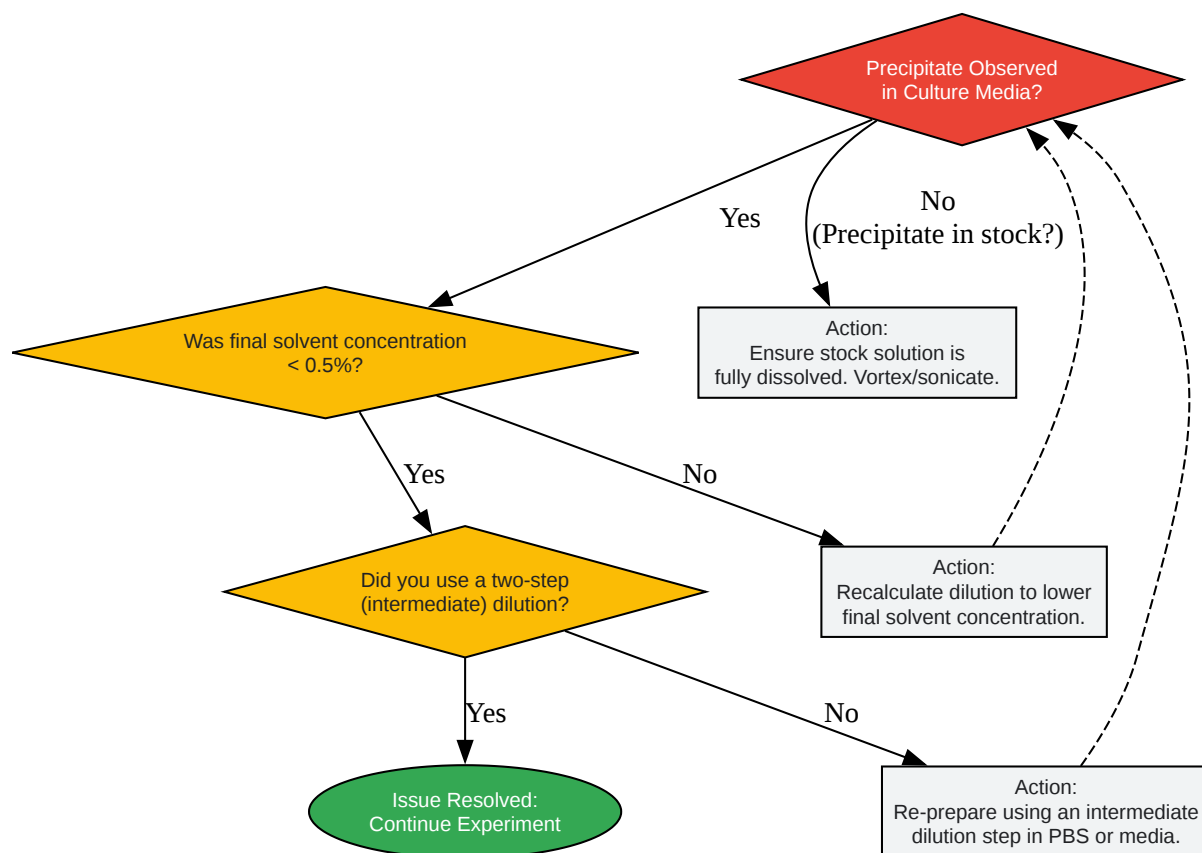 Precipitate Observed
in Culture Media?
Yes
No
(Precipitate in stock?)
Was final solvent concentration
< 0.5%?
Action:
Ensure stock solution is
fully dissolved. Vortex/sonicate.
Yes
No
Did you use a two-step
(intermediate) dilution?
Action:
Recalculate dilution to lower
final solvent concentration.
Yes
No
Issue Resolved:
Continue Experiment
Action:
Re-prepare using an intermediate
dilution step in PBS or media.